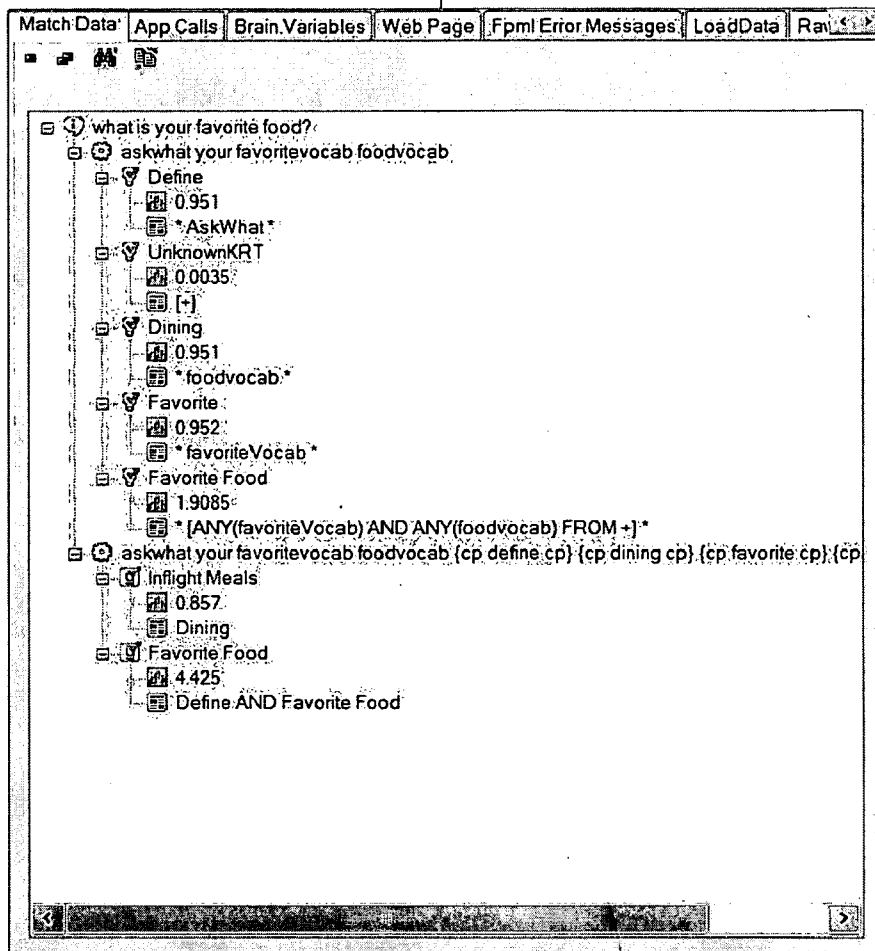 Match Data App Calls Brain Variables Web Page Fpml Error Messages LoadData
what is your favorite food?
askwhat your favoritevocab foodvocab
Define
0.951
*AskWhat *
UnknownKRT
0.0035
[+]
Dining
0.951
* foodvocab *
Favorite
0.952
* favoriteVocab *
Favorite Food
1.9085
* [ANY(favoriteVocab) AND ANY(foodvocab) FROM +] *
askwhat your favoritevocab foodvocab {cp define cp} {cp dining cp} {cp favorite cp} {cp
Inflight Meals
0.857
Dining
Favorite Food
4.425
Define AND Favorite Food